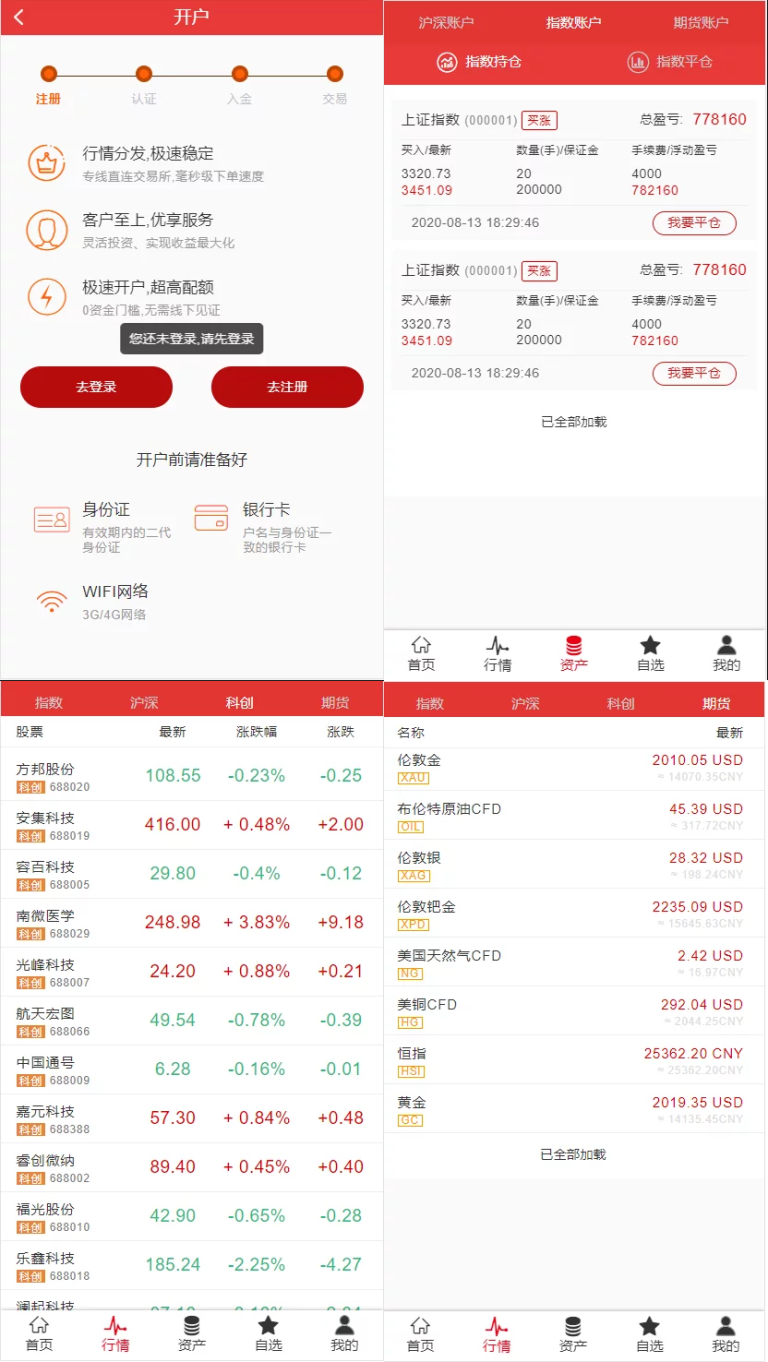 开户
注册 认证 入金 交易
行情分发,极速稳定
专线直连交易所,毫秒级下单速度
客户至上,优享服务
灵活投资、实现收益最大化
极速开户,超高配额
0资金门槛,无需线下见证
您还未登录,请先登录
去登录 去注册
开户前请准备好
身份证
有效期内的二代
身份证
银行卡
户名与身份证一
致的银行卡
WIFI网络
3G/4G网络
沪深账户 指数账户 期货账户
指数持仓 指数平仓
上证指数 (000001) 买涨 总盈亏: 778160
买入/最新 数量(手)/保证金 手续费/浮动盈亏
3320.73 20 4000
3451.09 200000 782160
2020-08-13 18:29:46 我要平仓
上证指数 (000001) 买涨 总盈亏: 778160
买入/最新 数量(手)/保证金 手续费/浮动盈亏
3320.73 20 4000
3451.09 200000 782160
2020-08-13 18:29:46 我要平仓
已全部加载
首页 行情 资产 自选 我的
指数 沪深 科创 期货
股票 最新 涨跌幅 涨跌
方邦股份
科创 688020 108.55 -0.23% -0.25
安集科技
科创 688019 416.00 + 0.48% +2.00
容百科技
科创 688005 29.80 -0.4% -0.12
南微医学
科创 688029 248.98 + 3.83% +9.18
光峰科技
科创 688007 24.20 + 0.88% +0.21
航天宏图
科创 688066 49.54 -0.78% -0.39
中国通号
科创 688009 6.28 -0.16% -0.01
嘉元科技
科创 688388 57.30 + 0.84% +0.48
睿创微纳
科创 688002 89.40 + 0.45% +0.40
福光股份
科创 688010 42.90 -0.65% -0.28
乐鑫科技
科创 688018 185.24 -2.25% -4.27
澜起科技
首页 行情 资产 自选 我的
指数 沪深 科创 期货
名称 最新
伦敦金 2010.05 USD
XAU ≈ 14070.35CNY
布伦特原油CFD 45.39 USD
OIL ≈ 317.72CNY
伦敦银 28.32 USD
XAG ≈ 198.24CNY
伦敦钯金 2235.09 USD
XPD ≈ 15645.63CNY
美国天然气CFD 2.42 USD
NG ≈ 16.97CNY
美铜CFD 292.04 USD
HG ≈ 2044.25CNY
恒指 25362.20 CNY
HSI ≈ 25362.20CNY
黄金 2019.35 USD
GC ≈ 14135.45CNY
已全部加载
首页 行情 资产 自选 我的